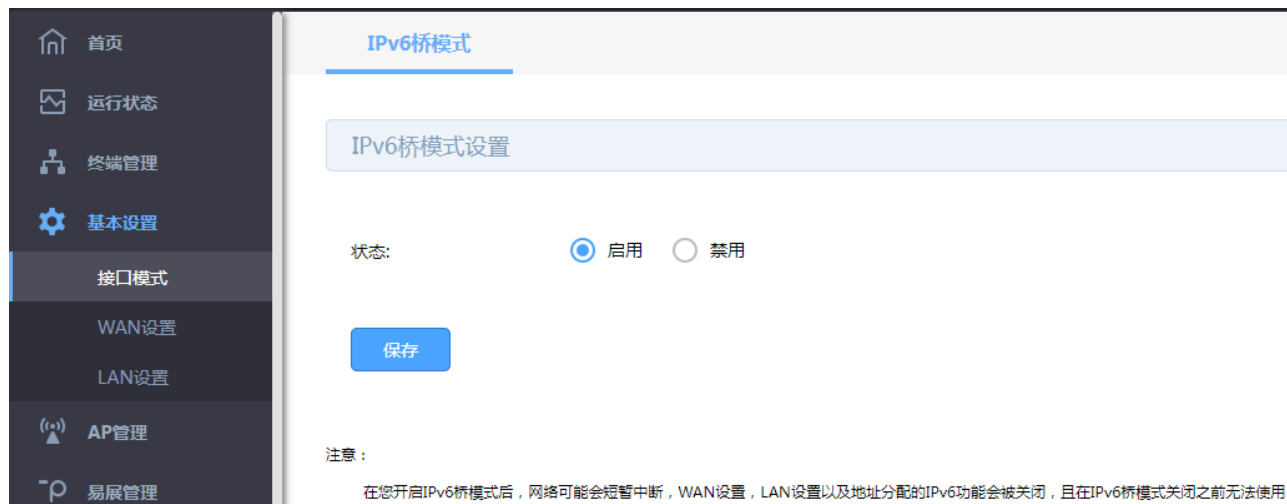 首页
运行状态
终端管理
基本设置
接口模式
WAN设置
LAN设置
AP管理
易展管理
IPv6桥模式
IPv6桥模式设置
状态: 启用 禁用
保存
注意：
在您开启IPv6桥模式后，网络可能会短暂中断，WAN设置，LAN设置以及地址分配的IPv6功能会被关闭，且在IPv6桥模式关闭之前无法使用